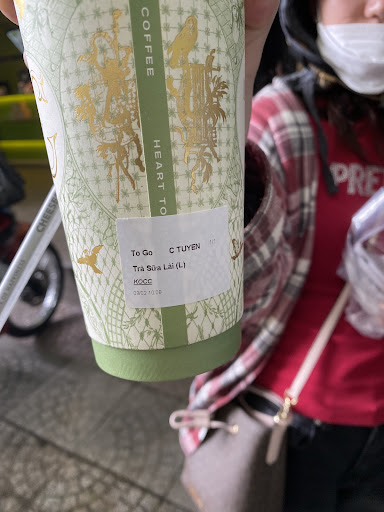 COFFEE
HEART TO
To Go C TUYEN
Trà Sữa Lài (L)
KOCC
PRE